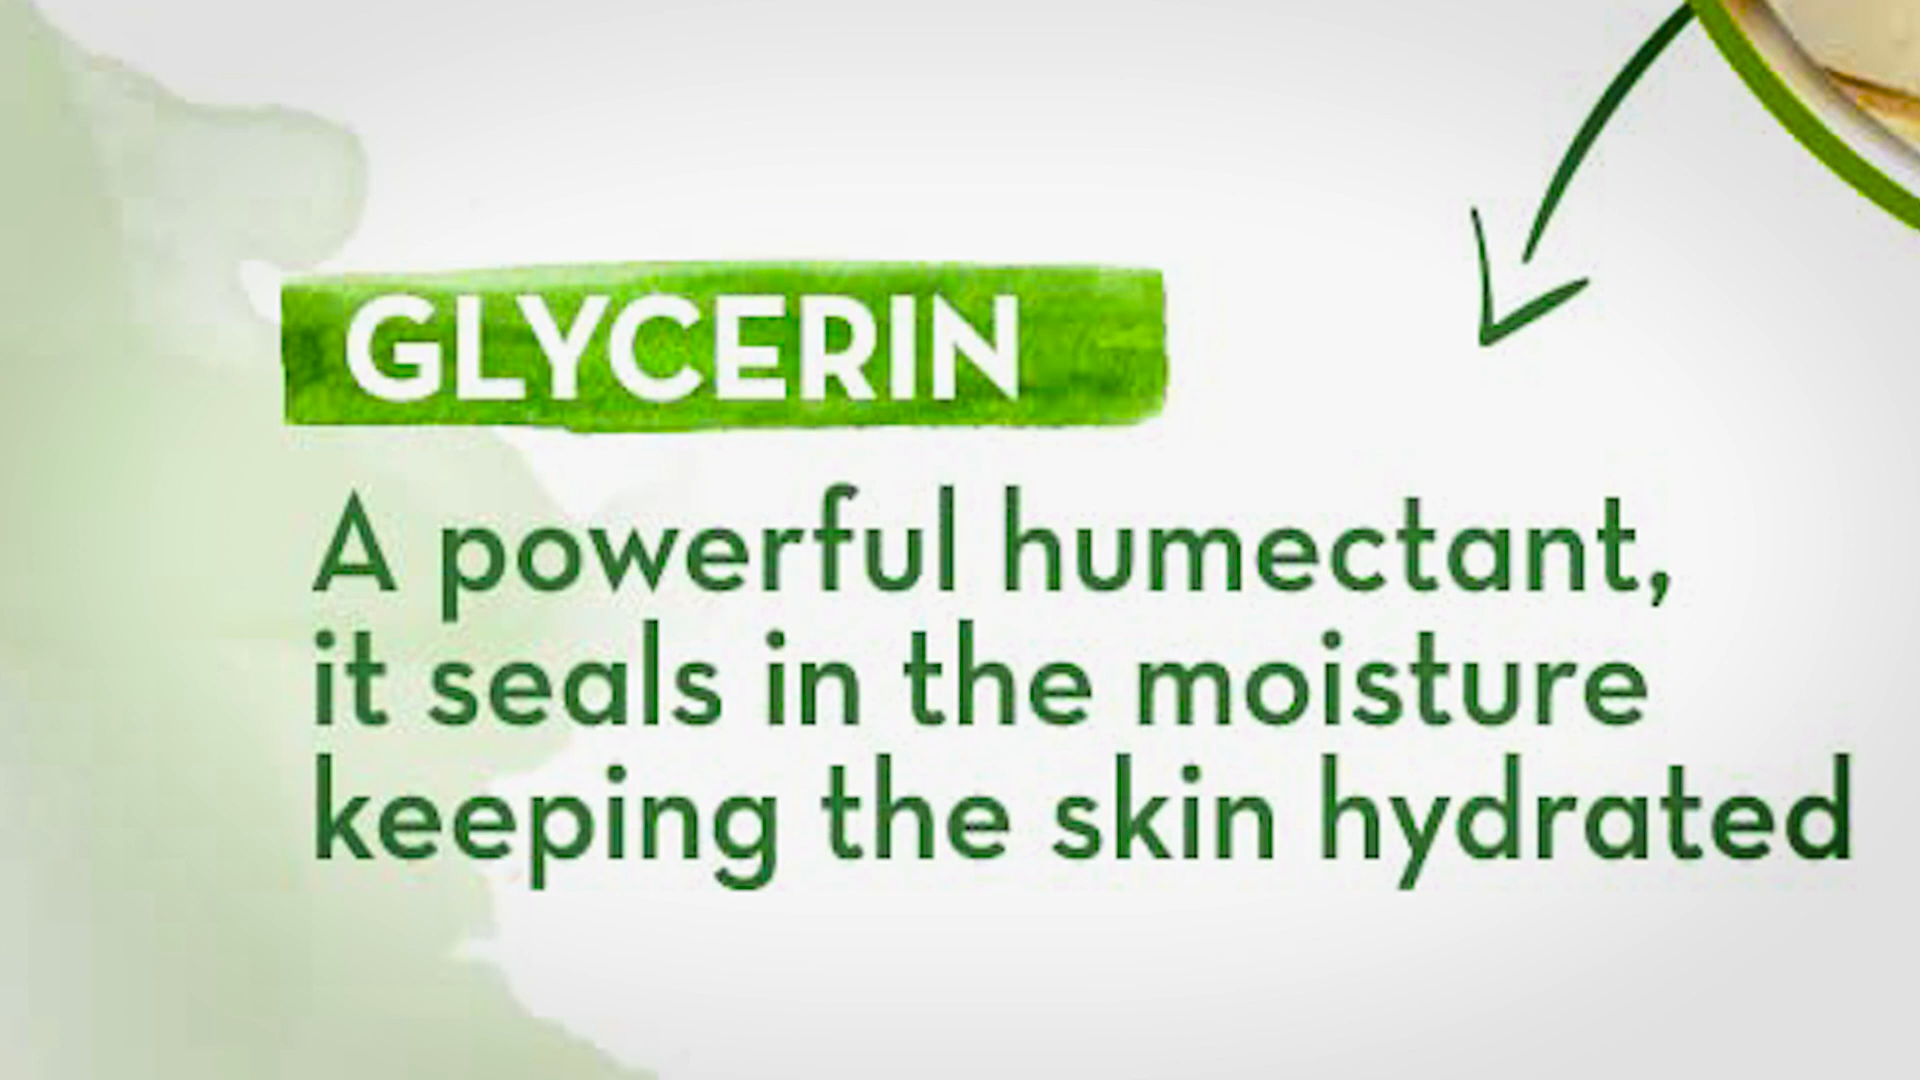 GLYCERIN
A powerful humectant,
it seals in the moisture
keeping the skin hydrated